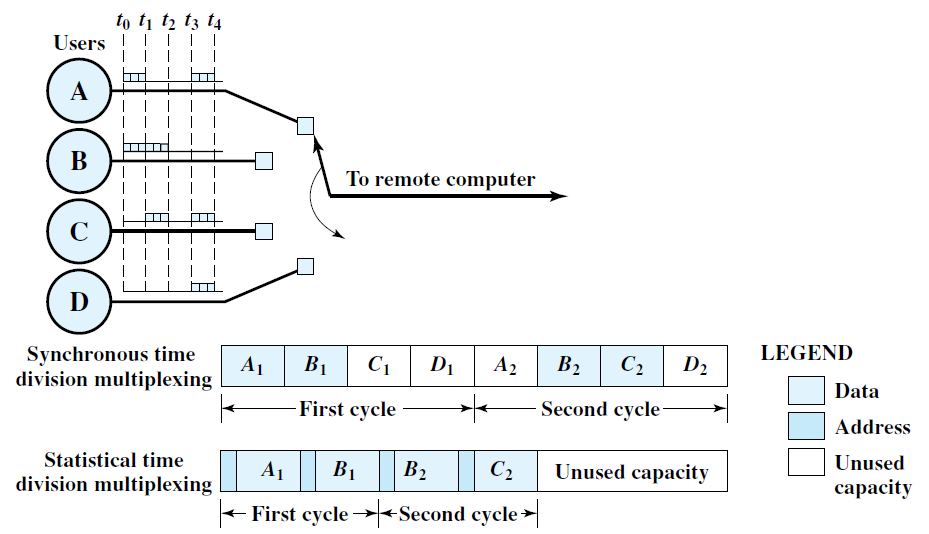 t0 t1 t2 t3 t4
Users
A
B
To remote computer
C
D
Synchronous time
division multiplexing
A1 B1 C1 D1 A2 B2 C2 D2
First cycle Second cycle
Statistical time
division multiplexing
A1 B1 B2 C2 Unused capacity
First cycle Second cycle
LEGEND
Data
Address
Unused
capacity